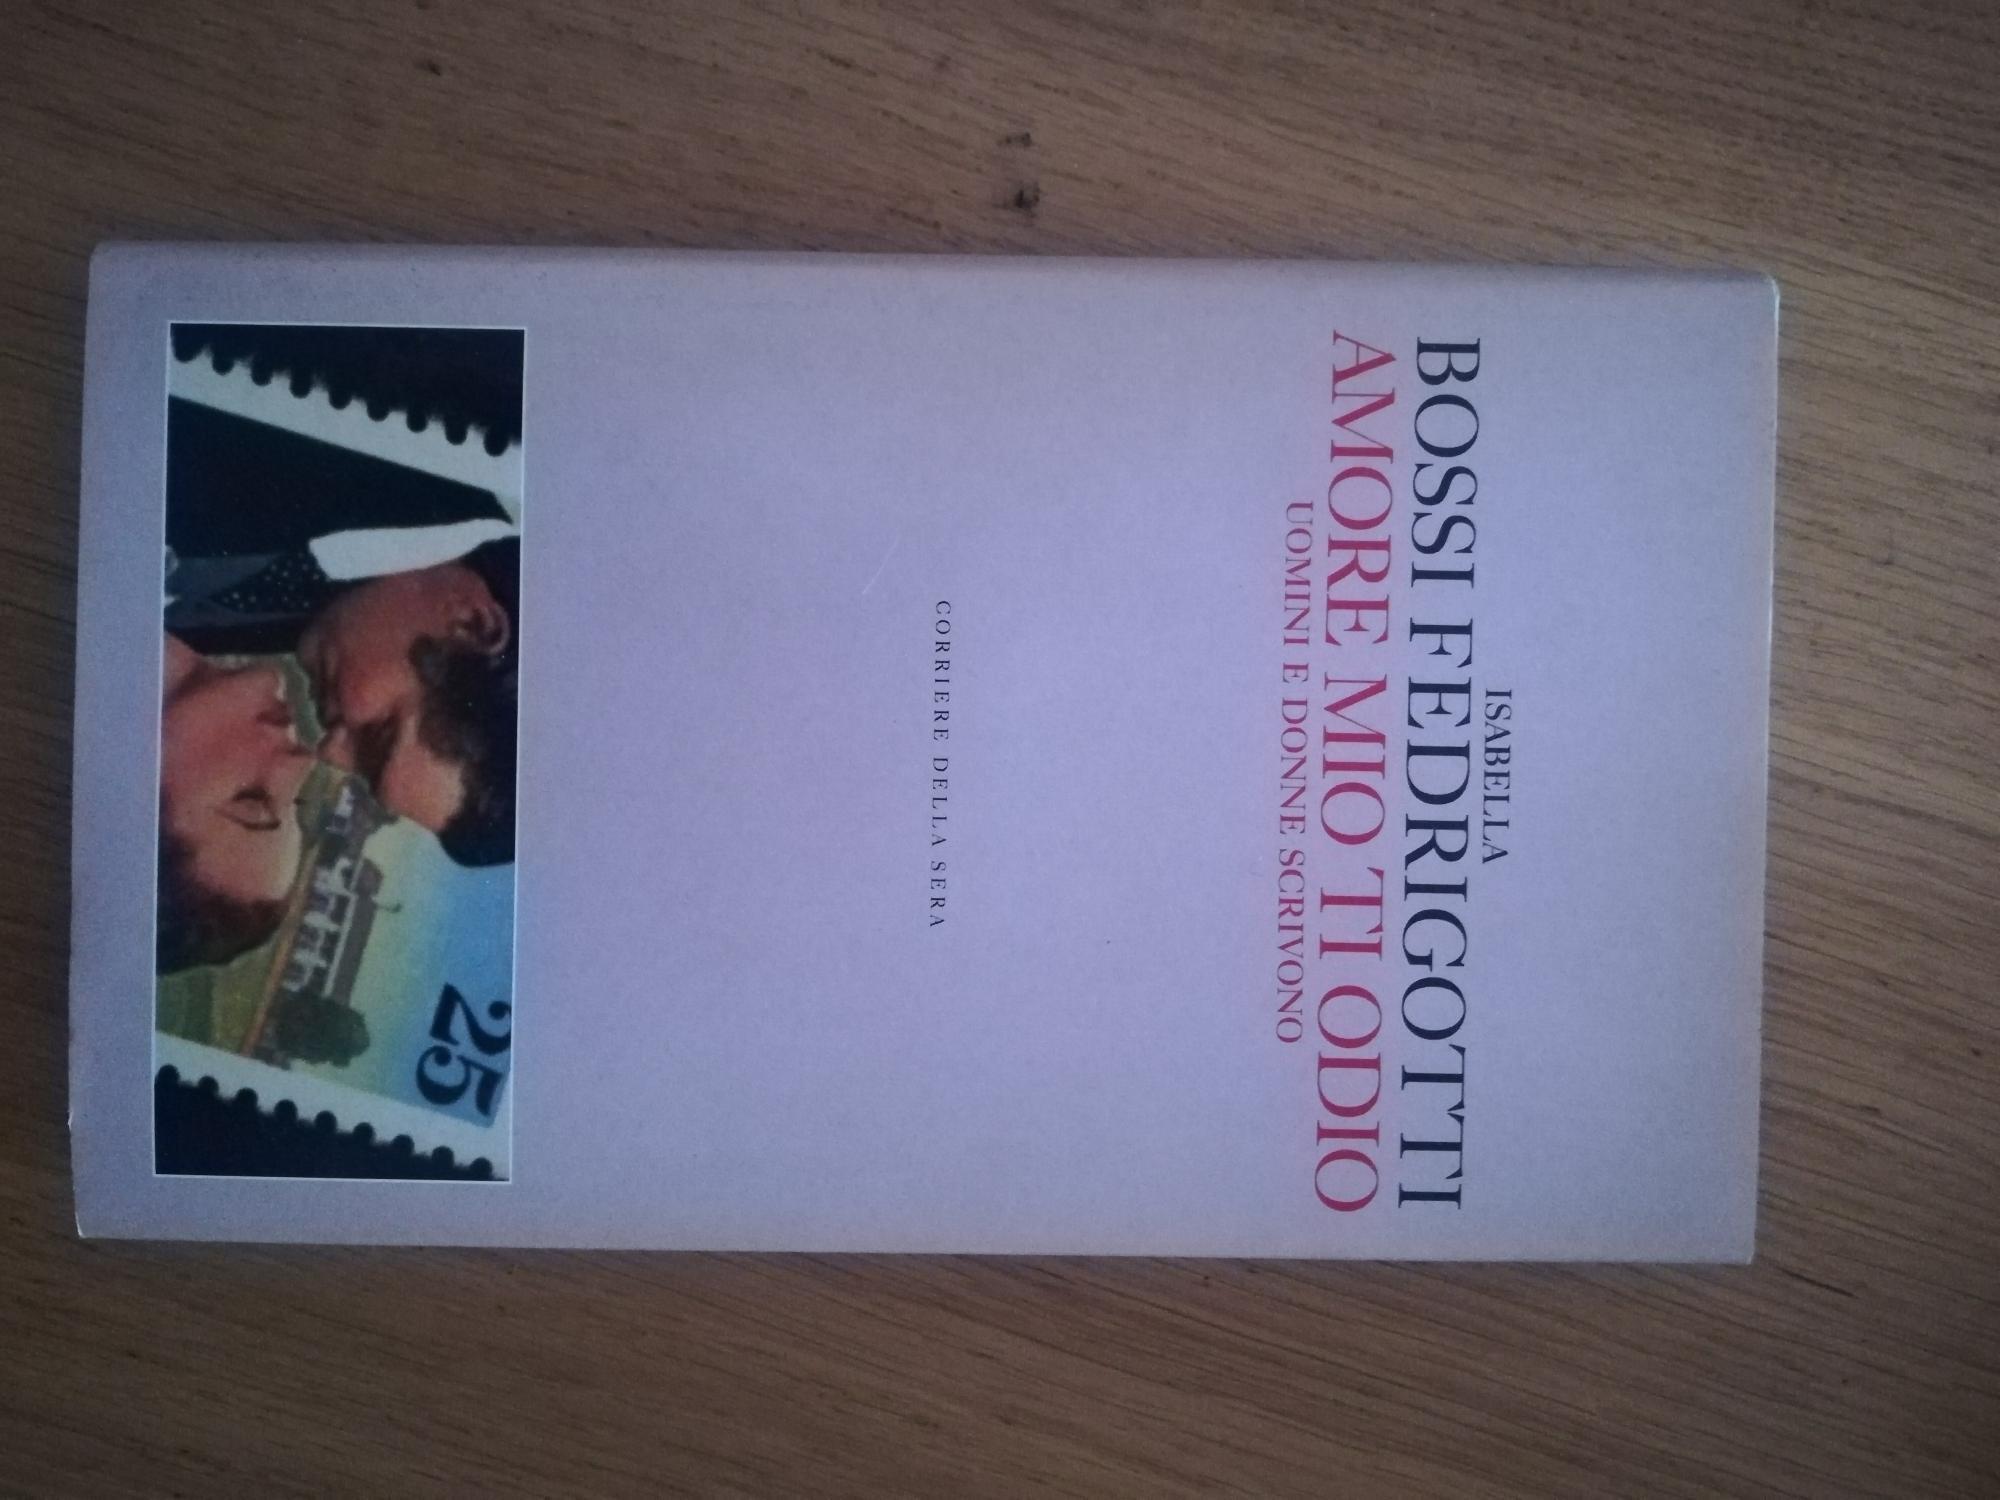 ISABELLA
BOSSI FEDRIGOTTI
AMORE MIO TI ODIO
UOMINI E DONNE SCRIVONO
CORRIERE DELLA SERA
25